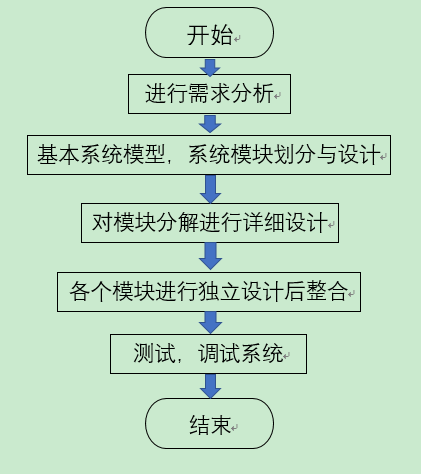 开始
进行需求分析
基本系统模型，系统模块划分与设计
对模块分解进行详细设计
各个模块进行独立设计后整合
测试，调试系统
结束